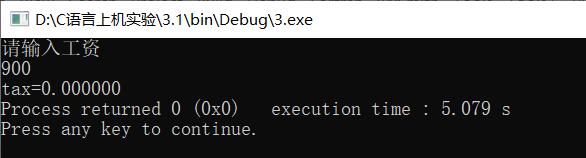 D:\C语言上机实验\3.1\bin\Debug\3.exe
请输入工资
900
tax=0.000000
Process returned 0 (0x0)   execution time : 5.079 s
Press any key to continue.